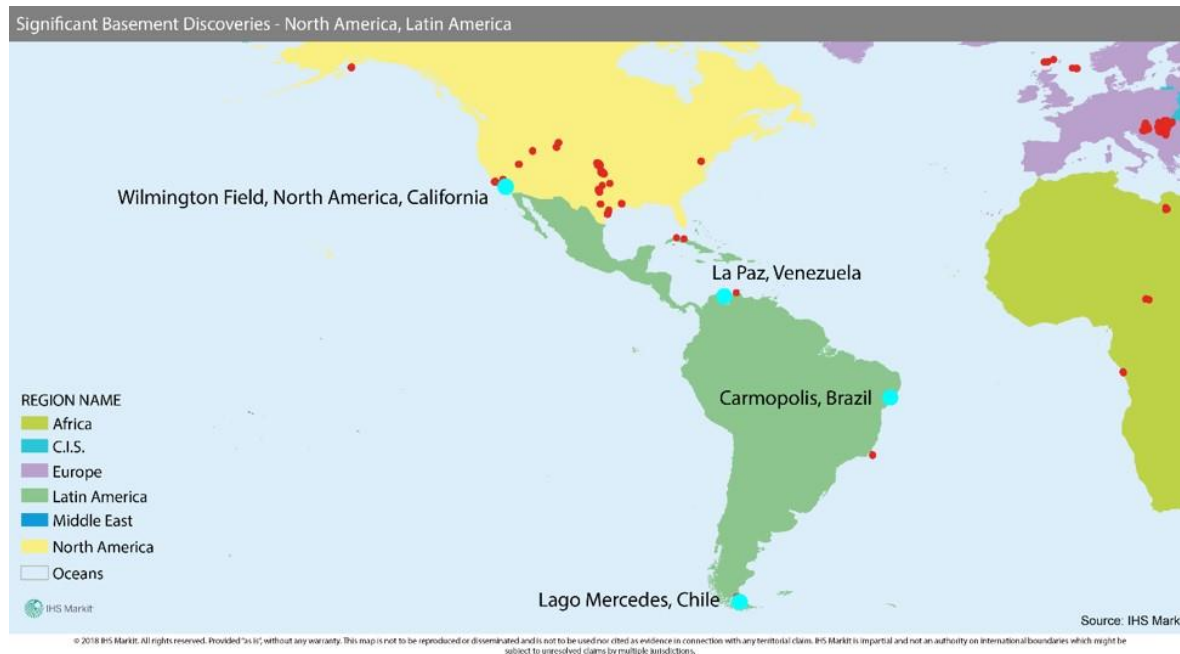 Significant Basement Discoveries - North America, Latin America
Wilmington Field, North America, California
La Paz, Venezuela
Carmopolis, Brazil
Lago Mercedes, Chile
REGION NAME
Africa
C.I.S.
Europe
Latin America
Middle East
North America
Oceans
IHS Markit
Source: IHS Mark
© 2018 IHS Markit. All rights reserved. Provided "as is", without any warranty. This map is not to be reproduced or disseminated and is not to be used nor cited as evidence in connection with any territorial claim. IHS Markit is impartial and not an authority on international boundaries which might be
subject to unresolved claims by multiple jurisdictions.